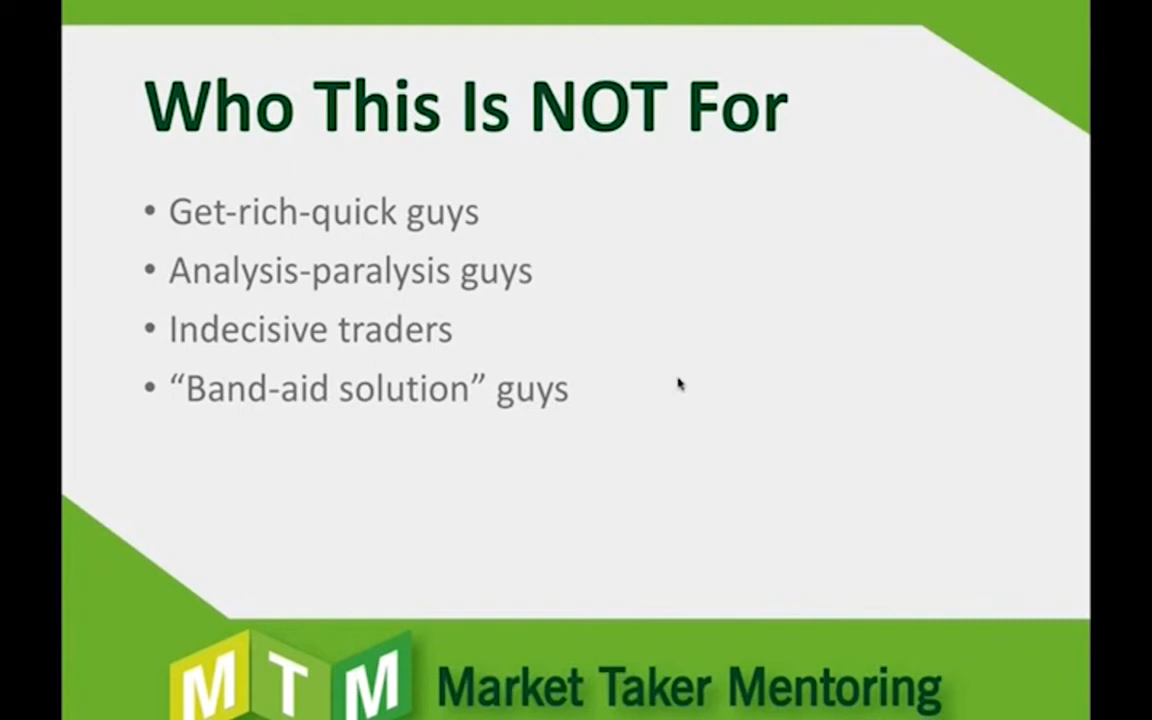 Who This Is NOT For
• Get-rich-quick guys
• Analysis-paralysis guys
• Indecisive traders
• “Band-aid solution” guys
MTM Market Taker Mentoring